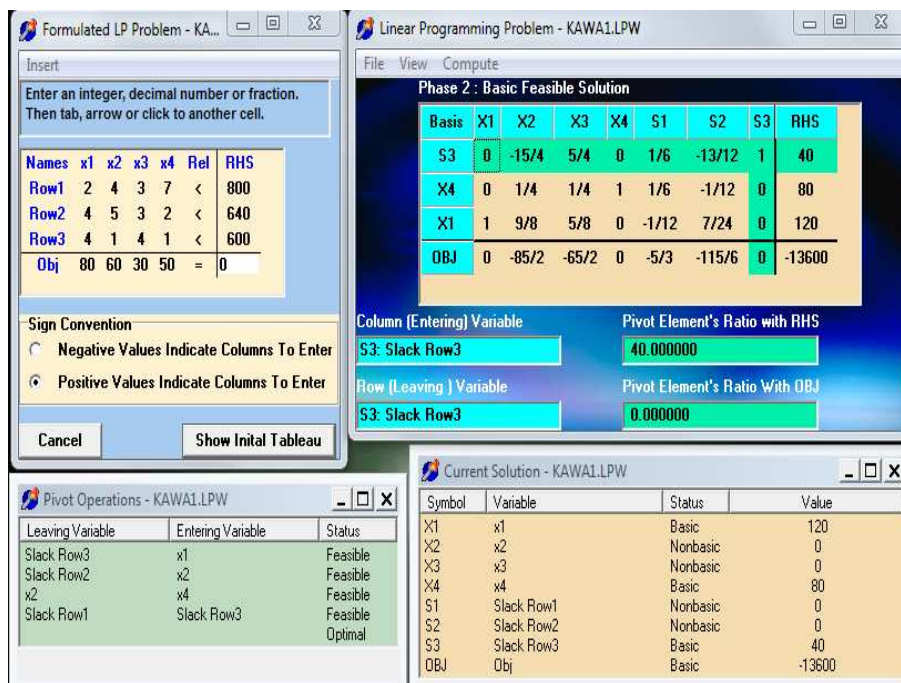 Formulated LP Problem - KA...
Insert
Enter an integer, decimal number or fraction.
Then tab, arrow or click to another cell.
Names x1 x2 x3 x4 Rel RHS
Row1 2 4 3 7 < 800
Row2 4 5 3 2 < 640
Row3 4 1 4 1 < 600
Obj 80 60 30 50 = 0
Sign Convention
Negative Values Indicate Columns To Enter
Positive Values Indicate Columns To Enter
Cancel
Show Inital Tableau
Linear Programming Problem - KAWA1.LPW
File View Compute
Phase 2 : Basic Feasible Solution
Basis X1 X2 X3 X4 S1 S2 S3 RHS
S3 0 -15/4 5/4 0 1/6 -13/12 1 40
X4 0 1/4 1/4 1 1/6 -1/12 0 80
X1 1 9/8 5/8 0 -1/12 7/24 0 120
OBJ 0 -85/2 -65/2 0 -5/3 -115/6 0 -13600
Column (Entering) Variable
S3: Slack Row3
Pivot Element's Ratio with RHS
40.000000
Row (Leaving ) Variable
S3: Slack Row3
Pivot Element's Ratio With OBJ
0.000000
Pivot Operations - KAWA1.LPW
Leaving Variable Entering Variable Status
Slack Row3 x1 Feasible
Slack Row2 x2 Feasible
x2 x4 Feasible
Slack Row1 Slack Row3 Feasible
Optimal
Current Solution - KAWA1.LPW
Symbol Variable Status Value
X1 x1 Basic 120
X2 x2 Nonbasic 0
X3 x3 Nonbasic 0
X4 x4 Basic 80
S1 Slack Row1 Nonbasic 0
S2 Slack Row2 Nonbasic 0
S3 Slack Row3 Basic 40
OBJ Obj Basic -13600